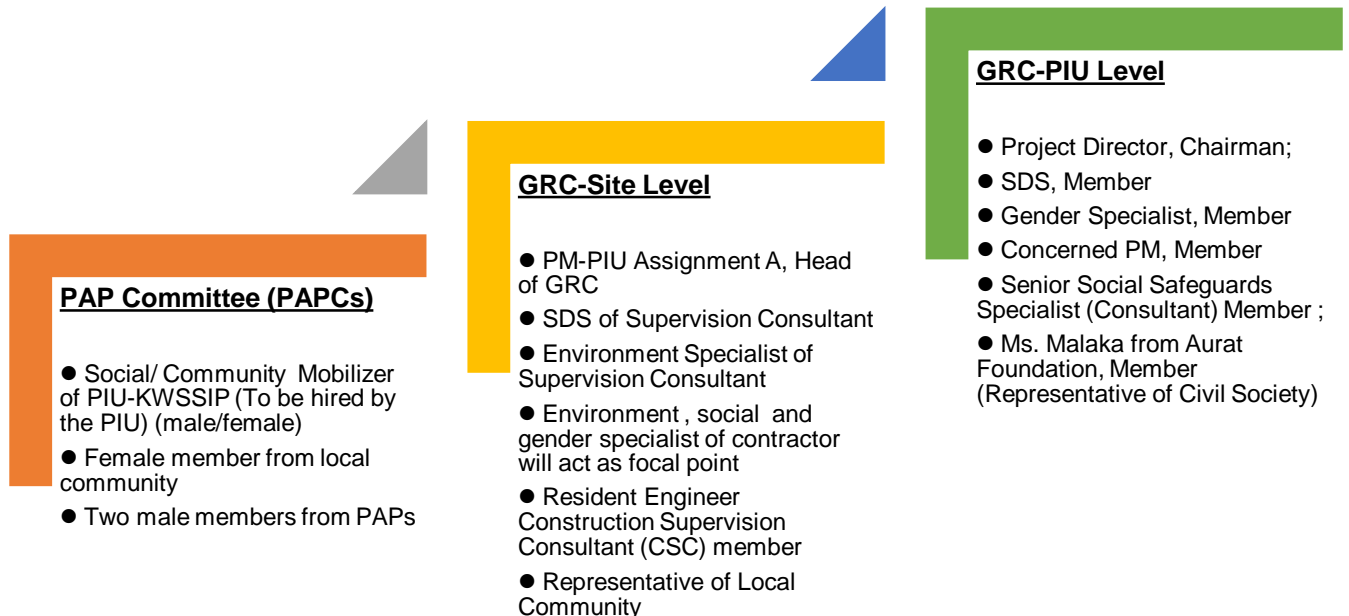 PAP Committee (PAPCs)
● Social/ Community Mobilizer
of PIU-KWSSIP (To be hired by
the PIU) (male/female)
● Female member from local
community
● Two male members from PAPs
GRC-Site Level
● PM-PIU Assignment A, Head
of GRC
● SDS of Supervision Consultant
● Environment Specialist of
Supervision Consultant
● Environment , social and
gender specialist of contractor
will act as focal point
● Resident Engineer
Construction Supervision
Consultant (CSC) member
● Representative of Local
Community
GRC-PIU Level
● Project Director, Chairman;
● SDS, Member
● Gender Specialist, Member
● Concerned PM, Member
● Senior Social Safeguards
Specialist (Consultant) Member ;
● Ms. Malaka from Aurat
Foundation, Member
(Representative of Civil Society)